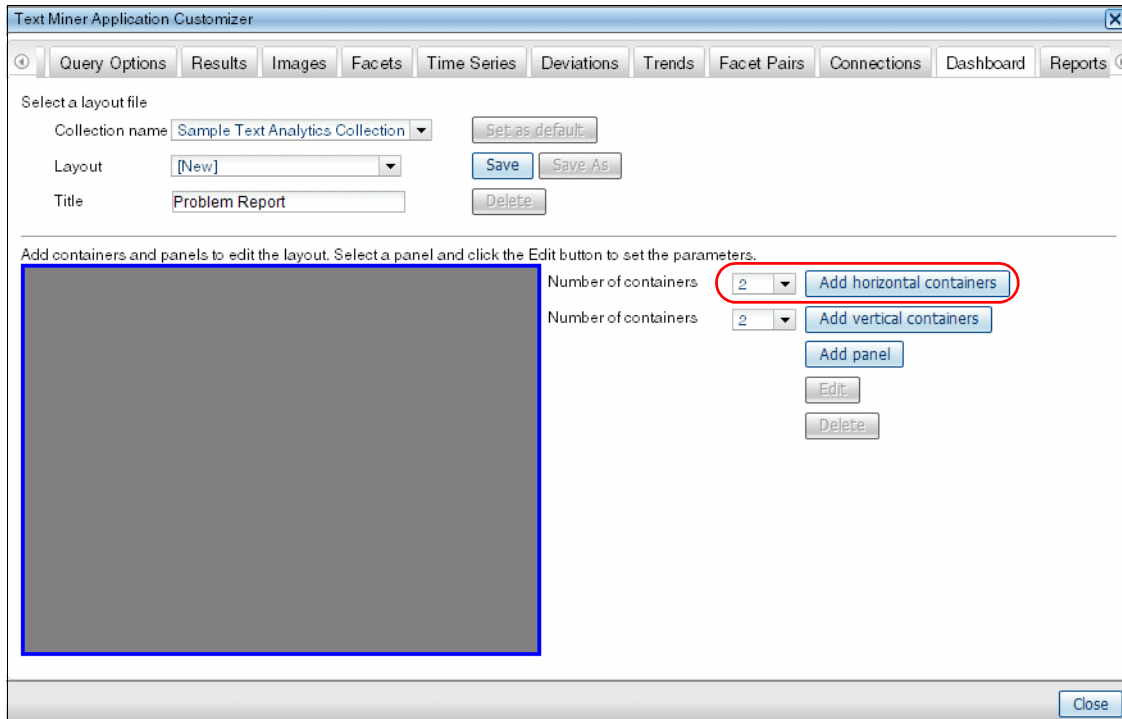 Text Miner Application Customizer
Query Options Results Images Facets Time Series Deviations Trends Facet Pairs Connections Dashboard Reports
Select a layout file
Collection name Sample Text Analytics Collection Set as default
Layout [New] Save Save As
Title Problem Report Delete
Add containers and panels to edit the layout. Select a panel and click the Edit button to set the parameters.
Number of containers 2 Add horizontal containers
Number of containers 2 Add vertical containers
Add panel
Edit
Delete
Close